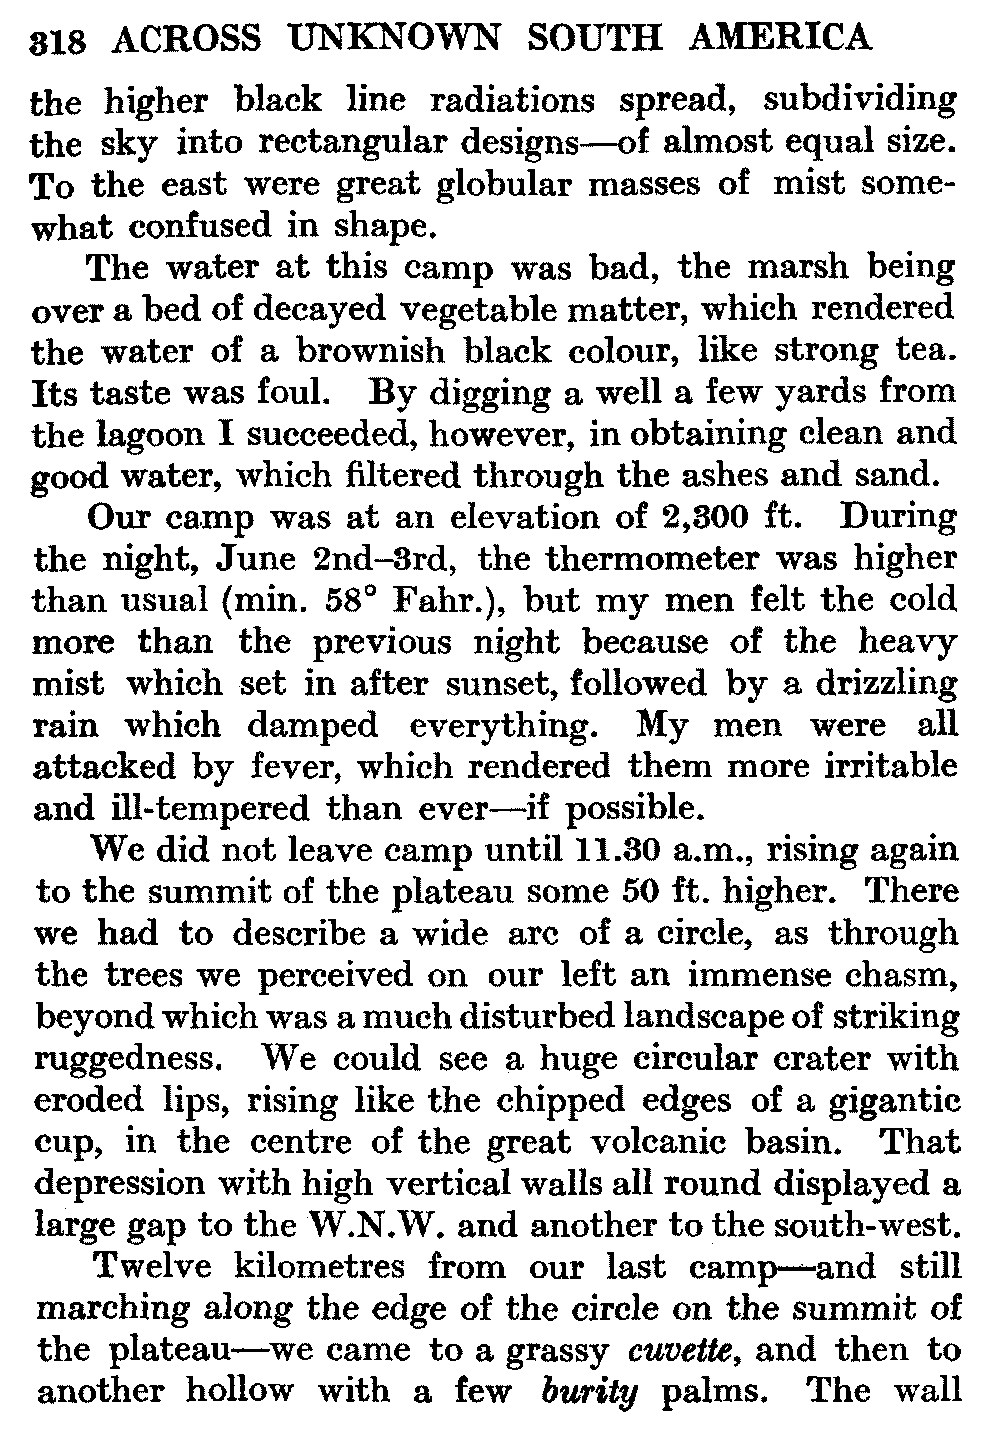 318 ACROSS UNKNOWN SOUTH AMERICA
the higher black line radiations spread, subdividing
the sky into rectangular designs—of almost equal size.
To the east were great globular masses of mist some-
what confused in shape.
The water at this camp was bad, the marsh being
over a bed of decayed vegetable matter, which rendered
the water of a brownish black colour, like strong tea.
Its taste was foul. By digging a well a few yards from
the lagoon I succeeded, however, in obtaining clean and
good water, which filtered through the ashes and sand.
Our camp was at an elevation of 2,300 ft. During
the night, June 2nd–3rd, the thermometer was higher
than usual (min. 58° Fahr.), but my men felt the cold
more than the previous night because of the heavy
mist which set in after sunset, followed by a drizzling
rain which damped everything. My men were all
attacked by fever, which rendered them more irritable
and ill-tempered than ever—if possible.
We did not leave camp until 11.30 a.m., rising again
to the summit of the plateau some 50 ft. higher. There
we had to describe a wide arc of a circle, as through
the trees we perceived on our left an immense chasm,
beyond which was a much disturbed landscape of striking
ruggedness. We could see a huge circular crater with
eroded lips, rising like the chipped edges of a gigantic
cup, in the centre of the great volcanic basin. That
depression with high vertical walls all round displayed a
large gap to the W.N.W. and another to the south-west.
Twelve kilometres from our last camp—and still
marching along the edge of the circle on the summit of
the plateau—we came to a grassy cuvette, and then to
another hollow with a few burity palms. The wall